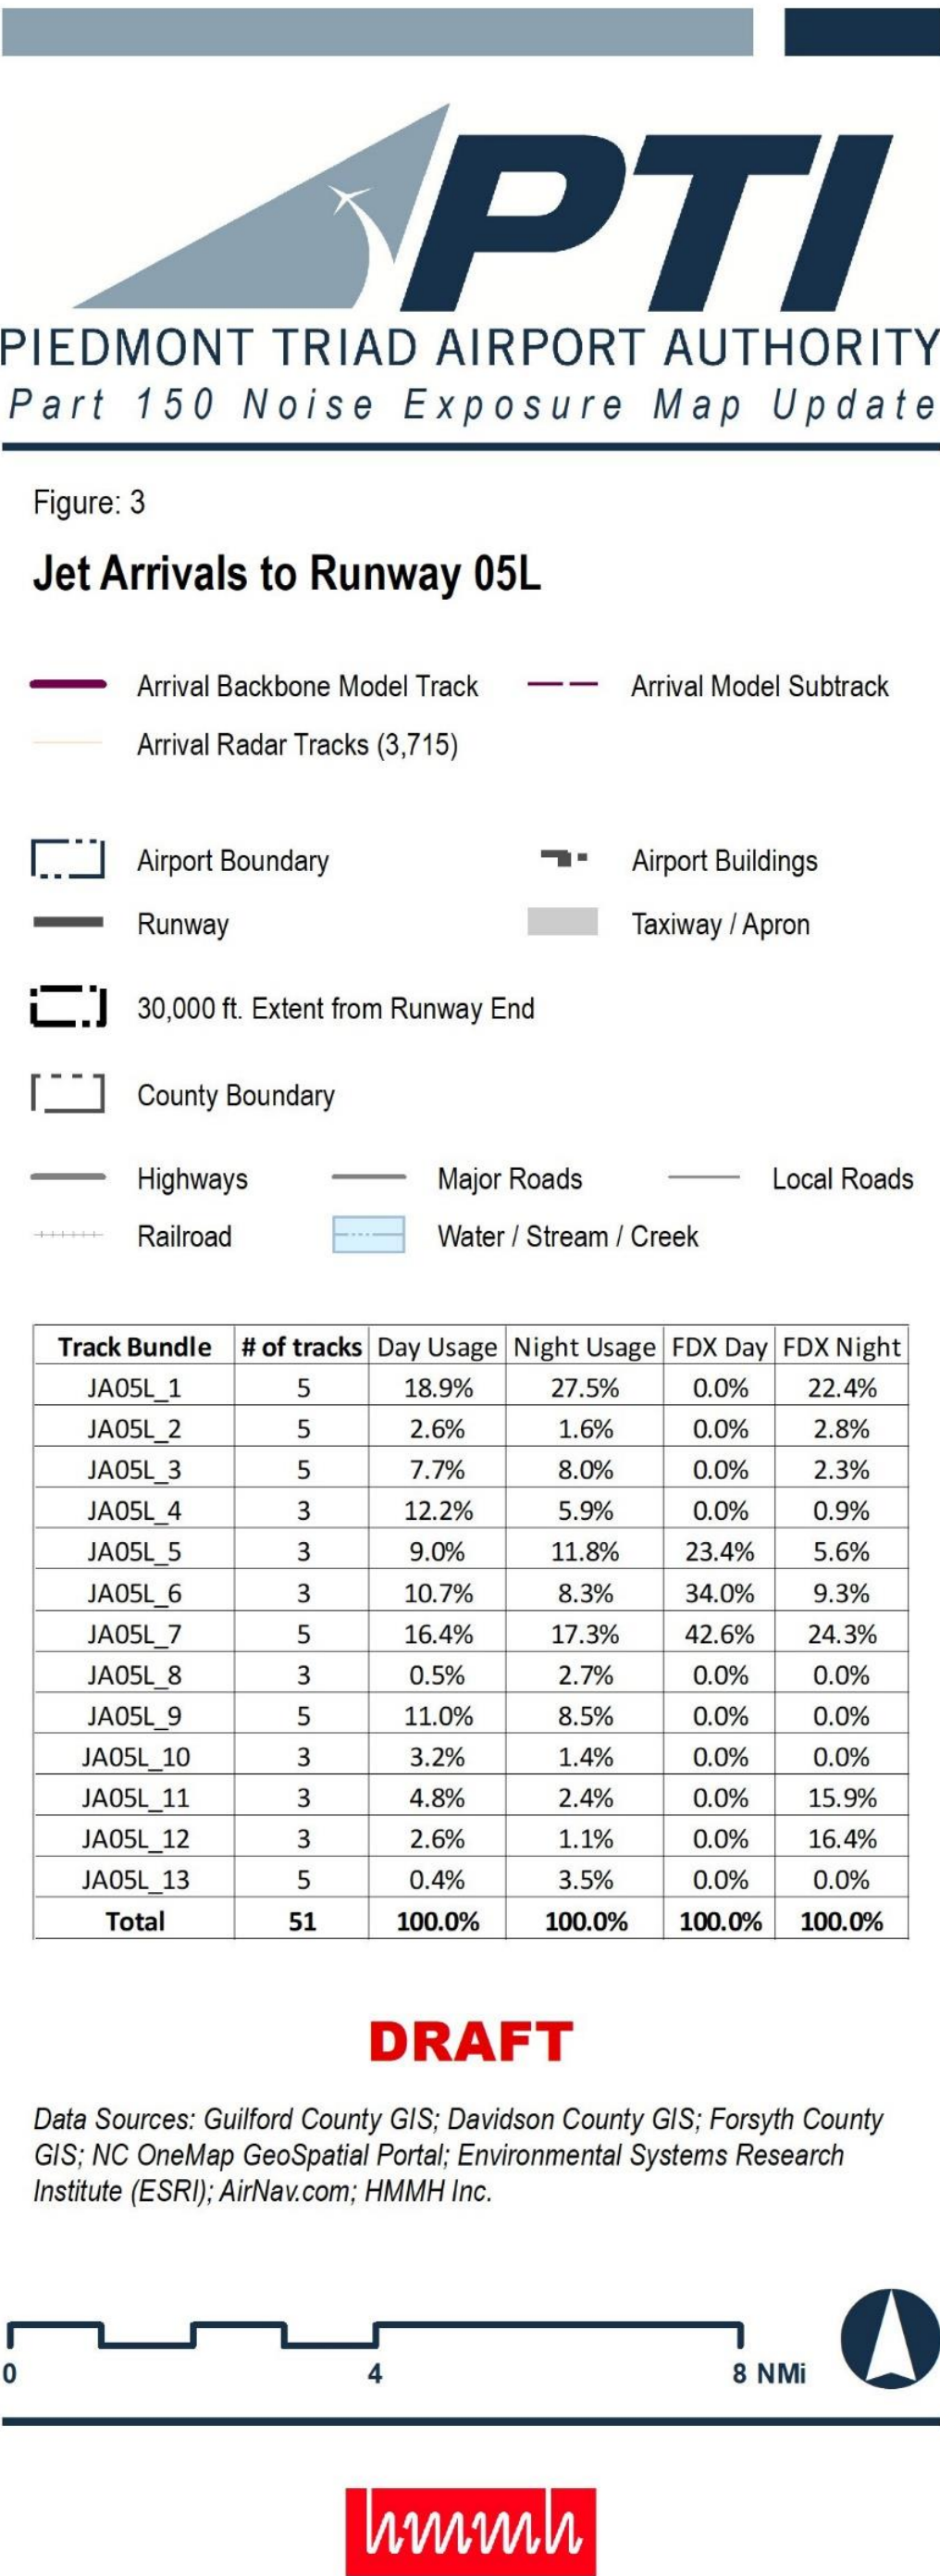 PTI
PIEDMONT TRIAD AIRPORT AUTHORITY
Part 150 Noise Exposure Map Update
Figure: 3
Jet Arrivals to Runway 05L
Arrival Backbone Model Track Arrival Model Subtrack
Arrival Radar Tracks (3,715)
Airport Boundary Airport Buildings
Runway Taxiway / Apron
30,000 ft. Extent from Runway End
County Boundary
Highways Major Roads Local Roads
Railroad Water / Stream / Creek
Track Bundle # of tracks Day Usage Night Usage FDX Day FDX Night
JA05L_1 5 18.9% 27.5% 0.0% 22.4%
JA05L_2 5 2.6% 1.6% 0.0% 2.8%
JA05L_3 5 7.7% 8.0% 0.0% 2.3%
JA05L_4 3 12.2% 5.9% 0.0% 0.9%
JA05L_5 3 9.0% 11.8% 23.4% 5.6%
JA05L_6 3 10.7% 8.3% 34.0% 9.3%
JA05L_7 5 16.4% 17.3% 42.6% 24.3%
JA05L_8 3 0.5% 2.7% 0.0% 0.0%
JA05L_9 5 11.0% 8.5% 0.0% 0.0%
JA05L_10 3 3.2% 1.4% 0.0% 0.0%
JA05L_11 3 4.8% 2.4% 0.0% 15.9%
JA05L_12 3 2.6% 1.1% 0.0% 16.4%
JA05L_13 5 0.4% 3.5% 0.0% 0.0%
Total 51 100.0% 100.0% 100.0% 100.0%
DRAFT
Data Sources: Guilford County GIS; Davidson County GIS; Forsyth County
GIS; NC OneMap GeoSpatial Portal; Environmental Systems Research
Institute (ESRI); AirNav.com; HMMH Inc.
0 4 8 NMi
hmmh